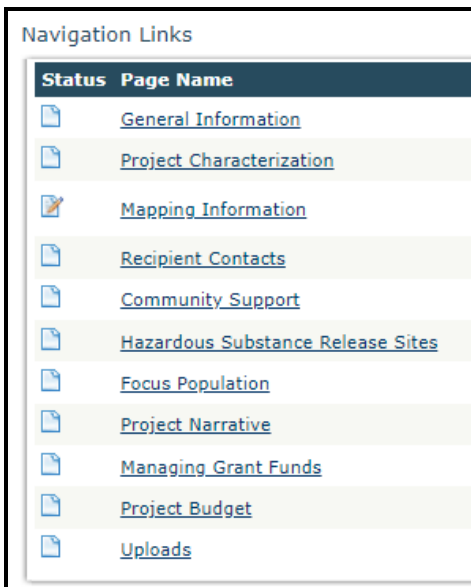 Navigation Links
Status Page Name
General Information
Project Characterization
Mapping Information
Recipient Contacts
Community Support
Hazardous Substance Release Sites
Focus Population
Project Narrative
Managing Grant Funds
Project Budget
Uploads